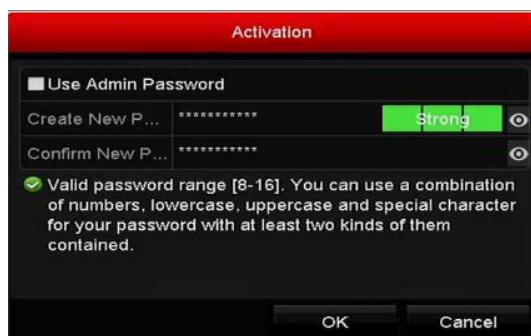 Activation
Use Admin Password
Create New P... *********** Strong
Confirm New P... ***********
Valid password range [8-16]. You can use a combination
of numbers, lowercase, uppercase and special character
for your password with at least two kinds of them
contained.
OK Cancel